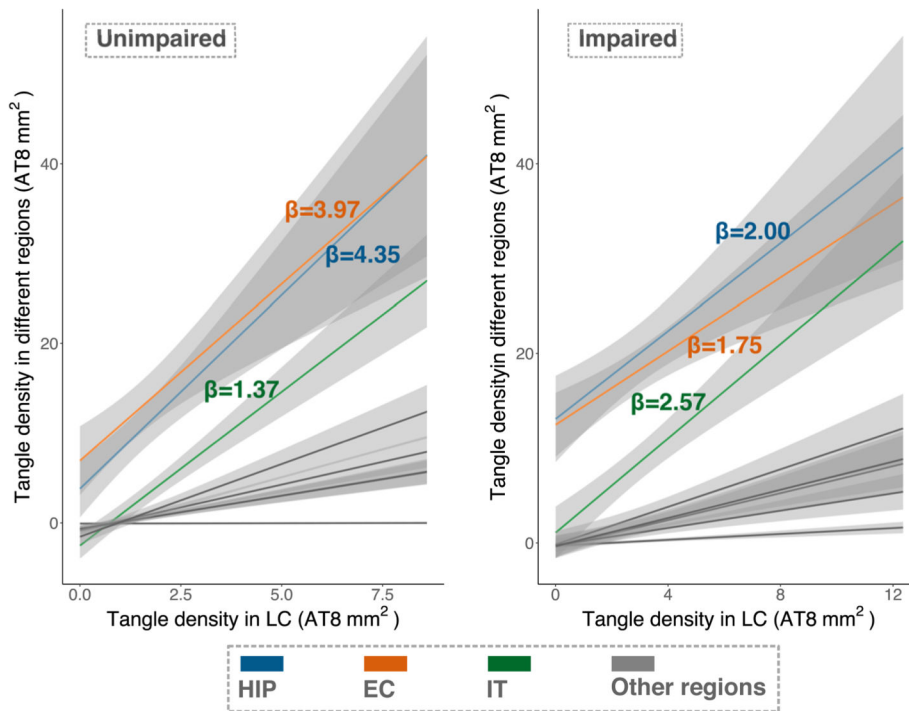 Unimpaired
Tangle density in different regions (AT8 mm²)
40
20
0
β=3.97
β=4.35
β=1.37
0.0 2.5 5.0 7.5
Tangle density in LC (AT8 mm²)
Impaired
Tangle densityin different regions (AT8 mm²)
40
20
0
β=2.00
β=1.75
β=2.57
0 4 8 12
Tangle density in LC (AT8 mm²)
HIP EC IT Other regions